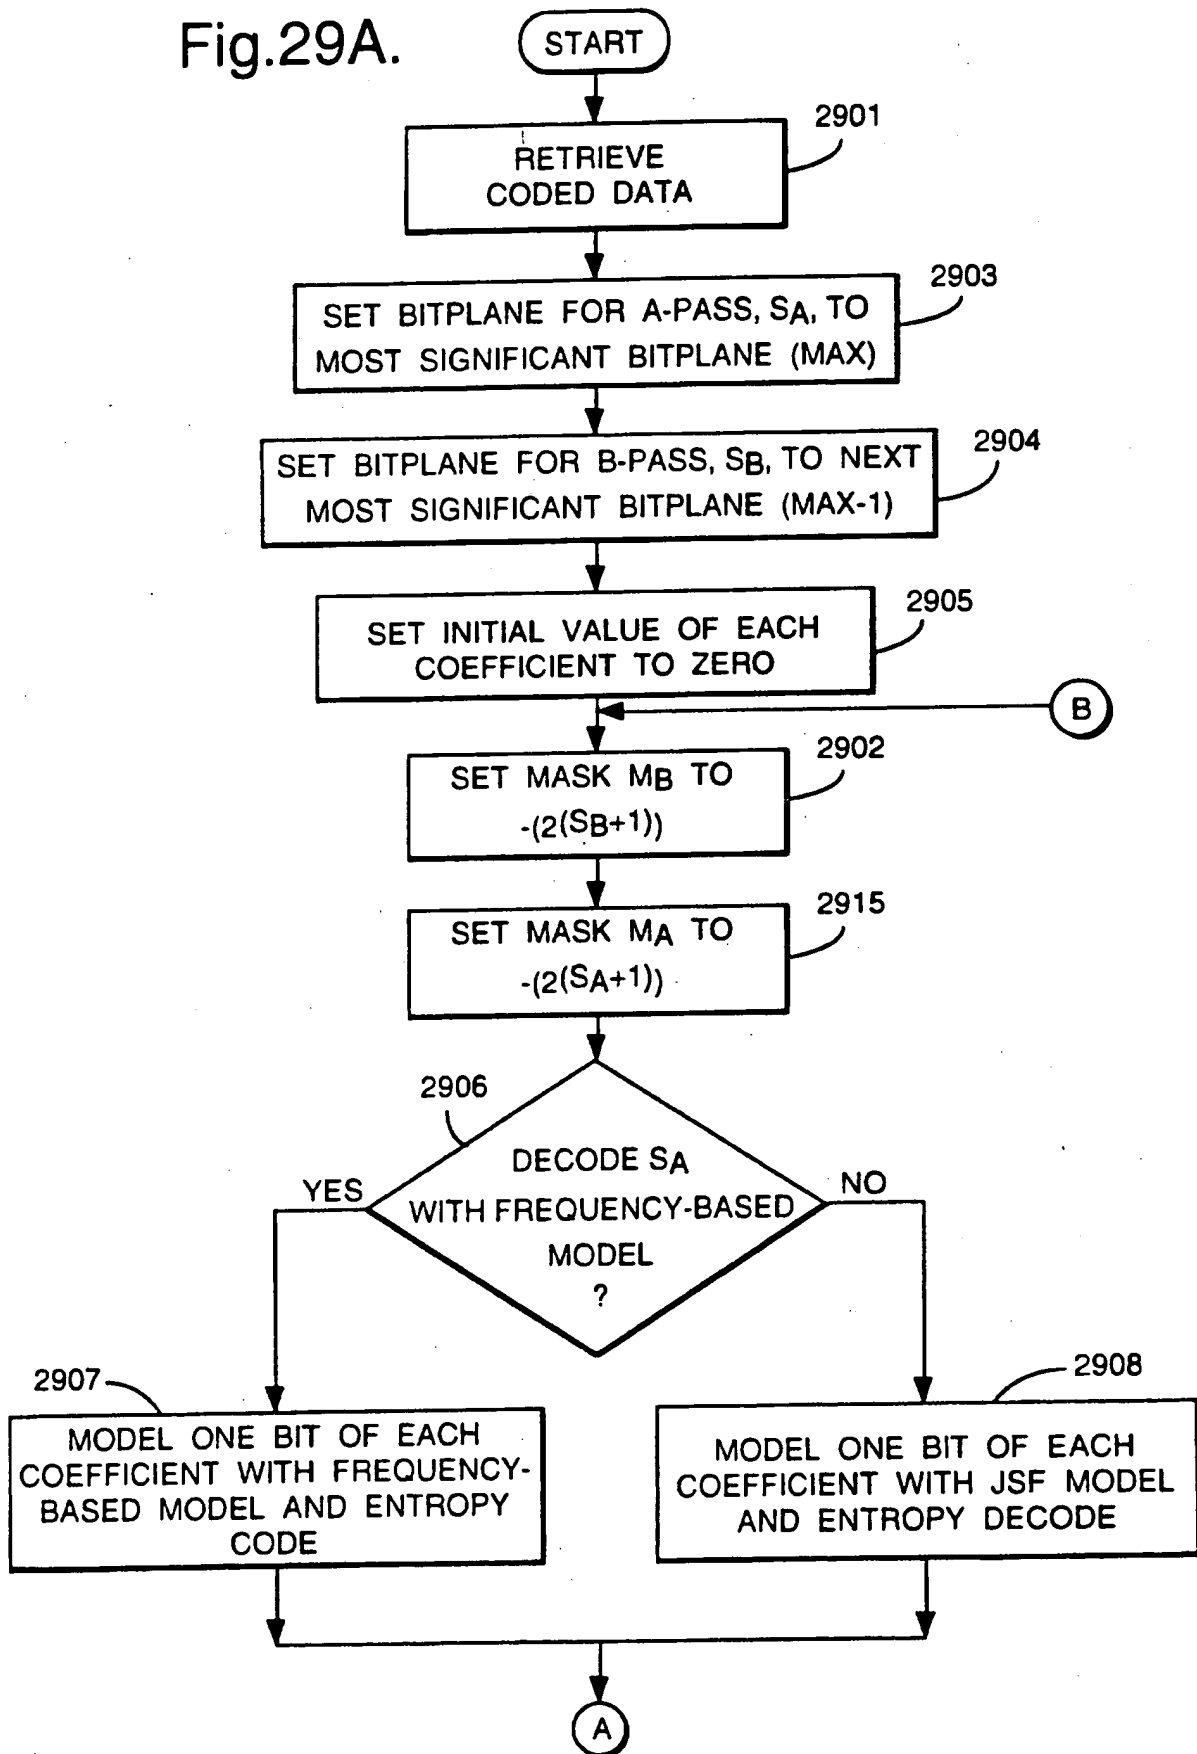 Fig.29A.
START
2901
RETRIEVE
CODED DATA
2903
SET BITPLANE FOR A-PASS, SA, TO
MOST SIGNIFICANT BITPLANE (MAX)
2904
SET BITPLANE FOR B-PASS, SB, TO NEXT
MOST SIGNIFICANT BITPLANE (MAX-1)
2905
SET INITIAL VALUE OF EACH
COEFFICIENT TO ZERO
B
2902
SET MASK MB TO
-(2(SB+1))
2915
SET MASK MA TO
-(2(SA+1))
2906
DECODE SA
WITH FREQUENCY-BASED
MODEL
?
YES
NO
2907
MODEL ONE BIT OF EACH
COEFFICIENT WITH FREQUENCY-
BASED MODEL AND ENTROPY
CODE
2908
MODEL ONE BIT OF EACH
COEFFICIENT WITH JSF MODEL
AND ENTROPY DECODE
A